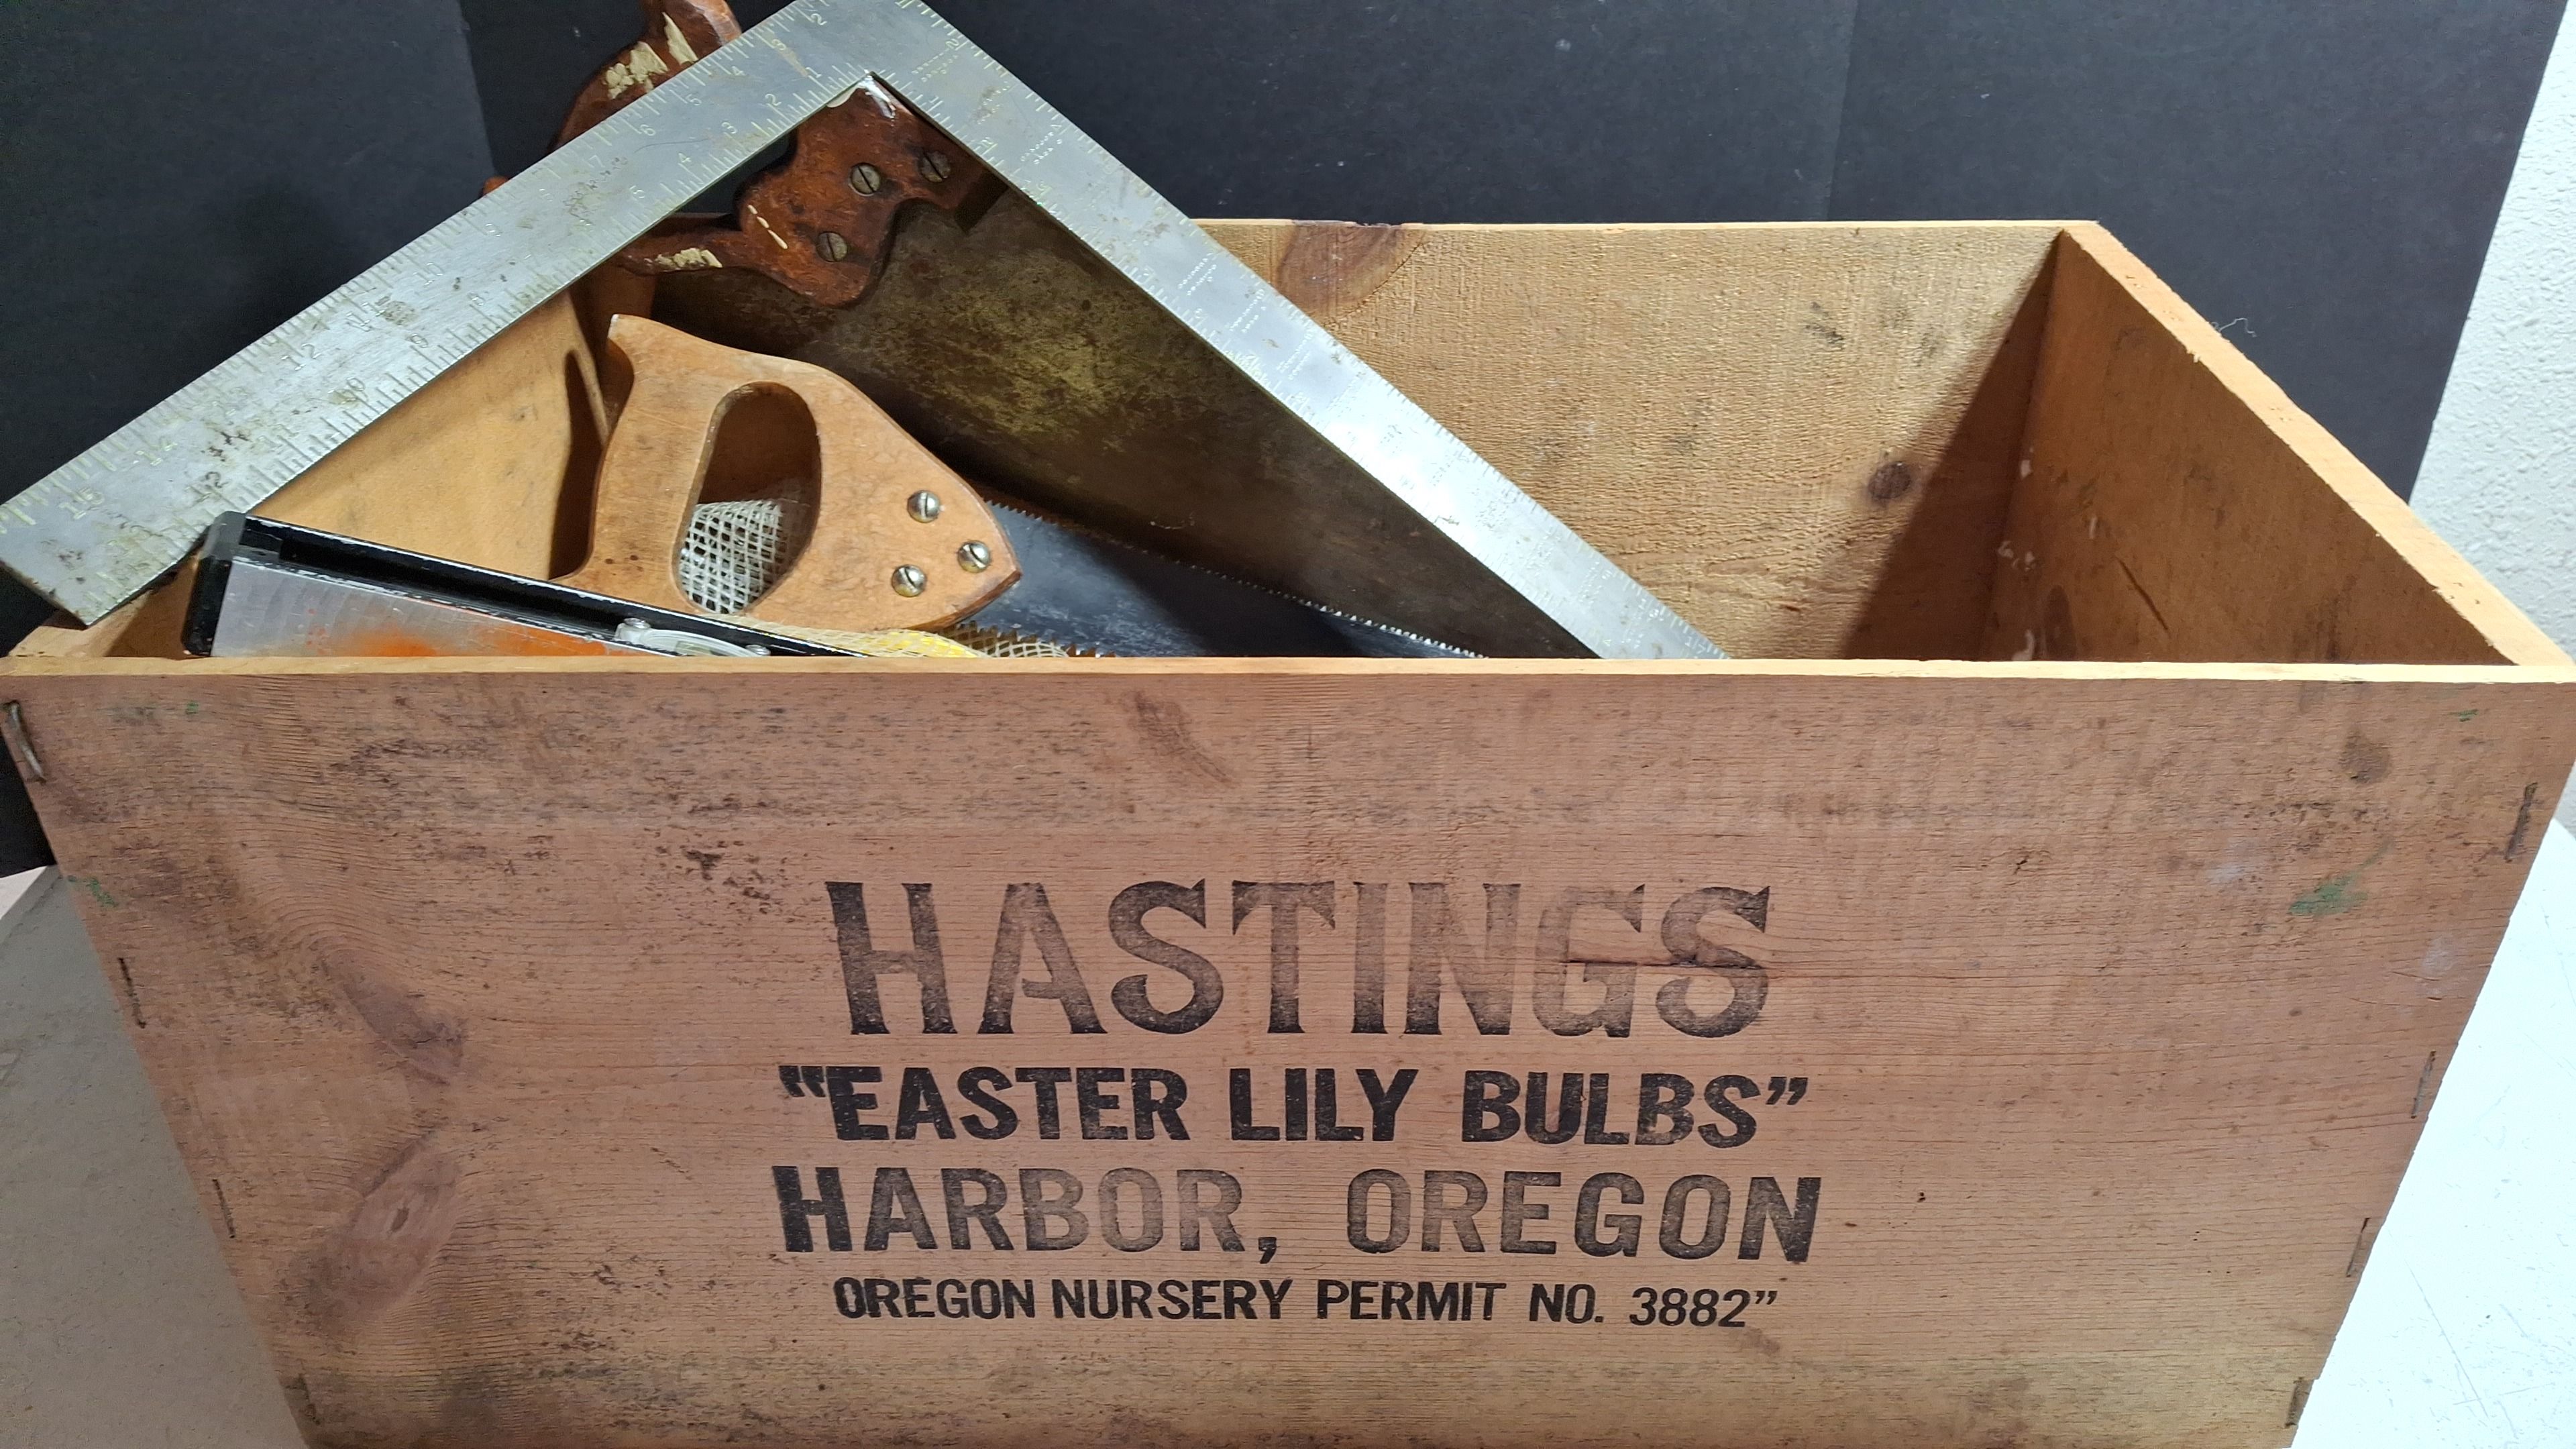 HASTINGS
"EASTER LILY BULBS"
HARBOR, OREGON
OREGON NURSERY PERMIT NO. 3882"